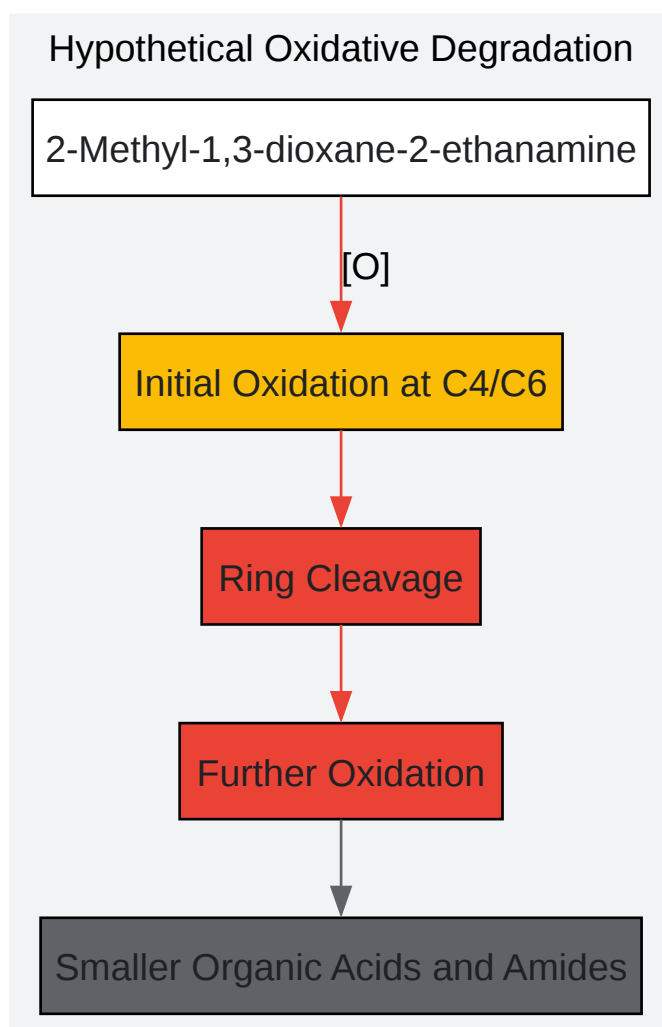 Hypothetical Oxidative Degradation
2-Methyl-1,3-dioxane-2-ethanamine
[O]
Initial Oxidation at C4/C6
Ring Cleavage
Further Oxidation
Smaller Organic Acids and Amides